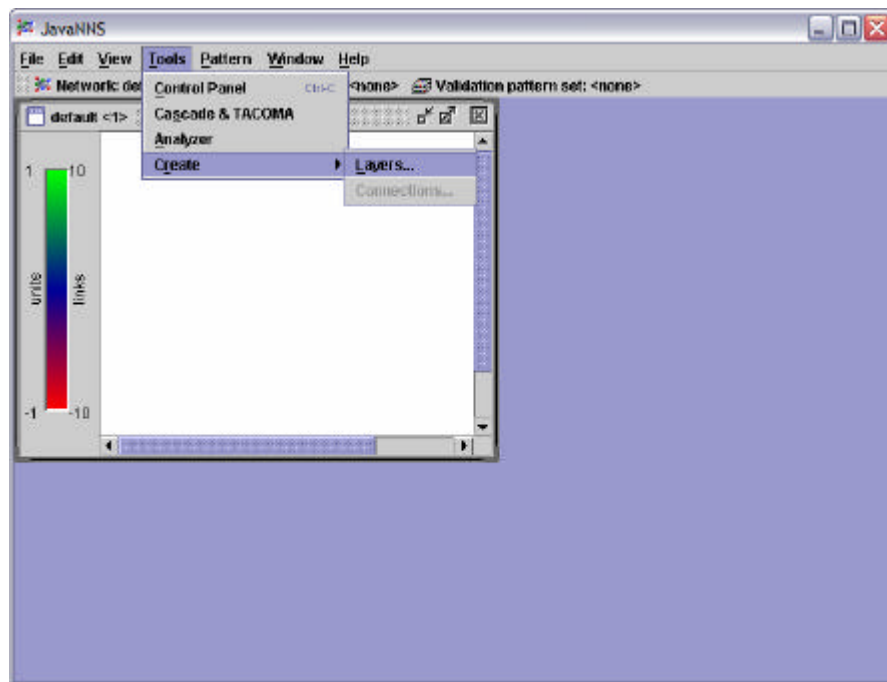 JavaNNS
File Edit View Tools Pattern Window Help
Network: de <none> Validation pattern set: <none>
Control Panel Ctrl-C
default <1>
Cascade & TACOMA
Analyzer
Create Layers...
Connections...
1 10
units links
-1 -10